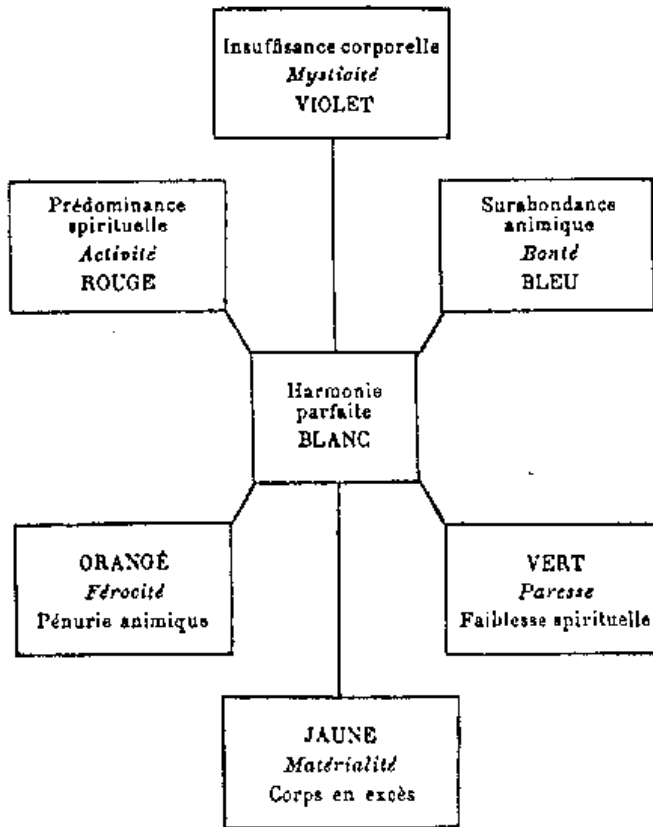 Insuffisance corporelle
Mysticité
VIOLET
Prédominance
spirituelle
Activité
ROUGE
Surabondance
animique
Bonté
BLEU
Harmonie
parfaite
BLANC
ORANGÉ
Férocité
Pénurie animique
VERT
Paresse
Faiblesse spirituelle
JAUNE
Matérialité
Corps en excès